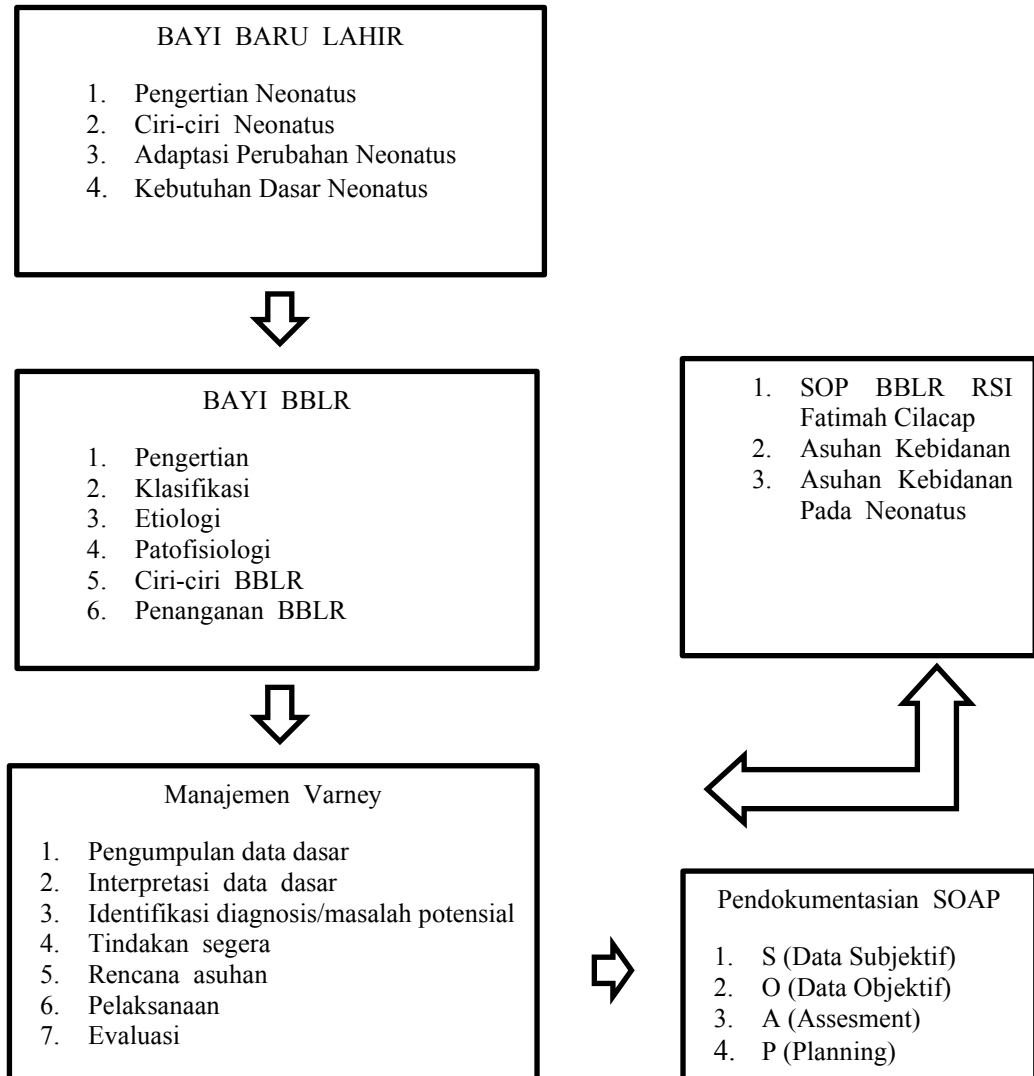 BAYI BARU LAHIR
1. Pengertian Neonatus
2. Ciri-ciri Neonatus
3. Adaptasi Perubahan Neonatus
4. Kebutuhan Dasar Neonatus
BAYI BBLR
1. Pengertian
2. Klasifikasi
3. Etiologi
4. Patofisiologi
5. Ciri-ciri BBLR
6. Penanganan BBLR
1. SOP BBLR RSI
Fatimah Cilacap
2. Asuhan Kebidanan
3. Asuhan Kebidanan
Pada Neonatus
Manajemen Varney
1. Pengumpulan data dasar
2. Interpretasi data dasar
3. Identifikasi diagnosis/masalah potensial
4. Tindakan segera
5. Rencana asuhan
6. Pelaksanaan
7. Evaluasi
Pendokumentasian SOAP
1. S (Data Subjektif)
2. O (Data Objektif)
3. A (Assesment)
4. P (Planning)